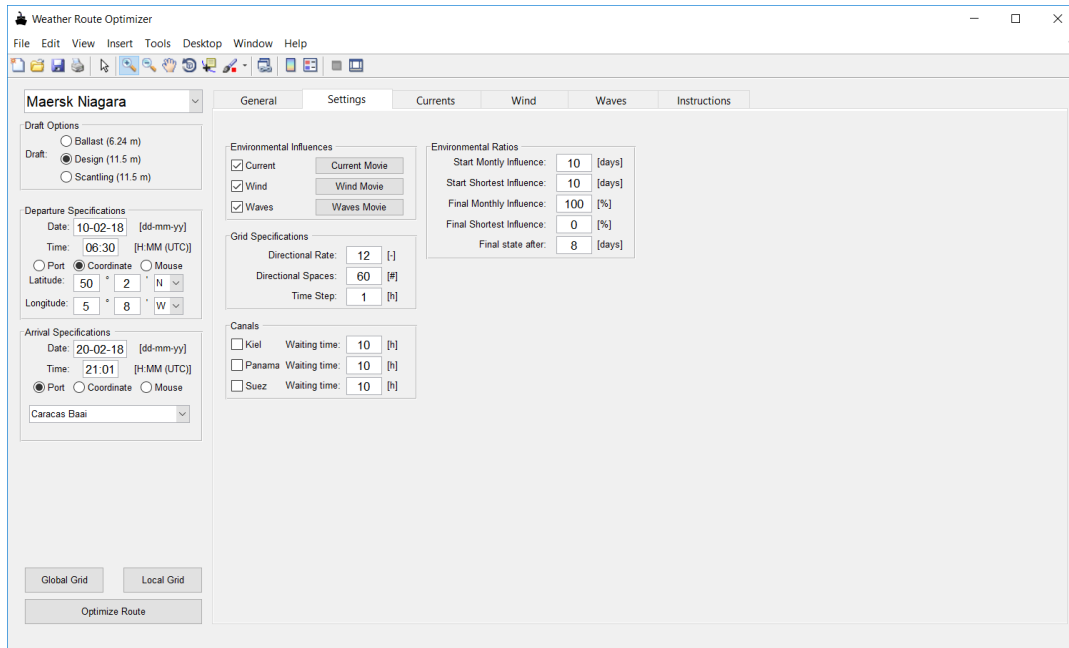 Weather Route Optimizer
File Edit View Insert Tools Desktop Window Help
Maersk Niagara
Draft Options
Draft:
Ballast (6.24 m)
Design (11.5 m)
Scantling (11.5 m)
Departure Specifications
Date: 10-02-18 [dd-mm-yy]
Time: 06:30 [H:MM (UTC)]
Port Coordinate Mouse
Latitude: 50 ° 2 ' N
Longitude: 5 ° 8 ' W
Arrival Specifications
Date: 20-02-18 [dd-mm-yy]
Time: 21:01 [H:MM (UTC)]
Port Coordinate Mouse
Caracas Baai
Global Grid Local Grid
Optimize Route
General Settings Currents Wind Waves Instructions
Environmental Influences
Current Current Movie
Wind Wind Movie
Waves Waves Movie
Grid Specifications
Directional Rate: 12 [-]
Directional Spaces: 60 [#]
Time Step: 1 [h]
Canals
Kiel Waiting time: 10 [h]
Panama Waiting time: 10 [h]
Suez Waiting time: 10 [h]
Environmental Ratios
Start Montly Influence: 10 [days]
Start Shortest Influence: 10 [days]
Final Monthly Influence: 100 [%]
Final Shortest Influence: 0 [%]
Final state after: 8 [days]